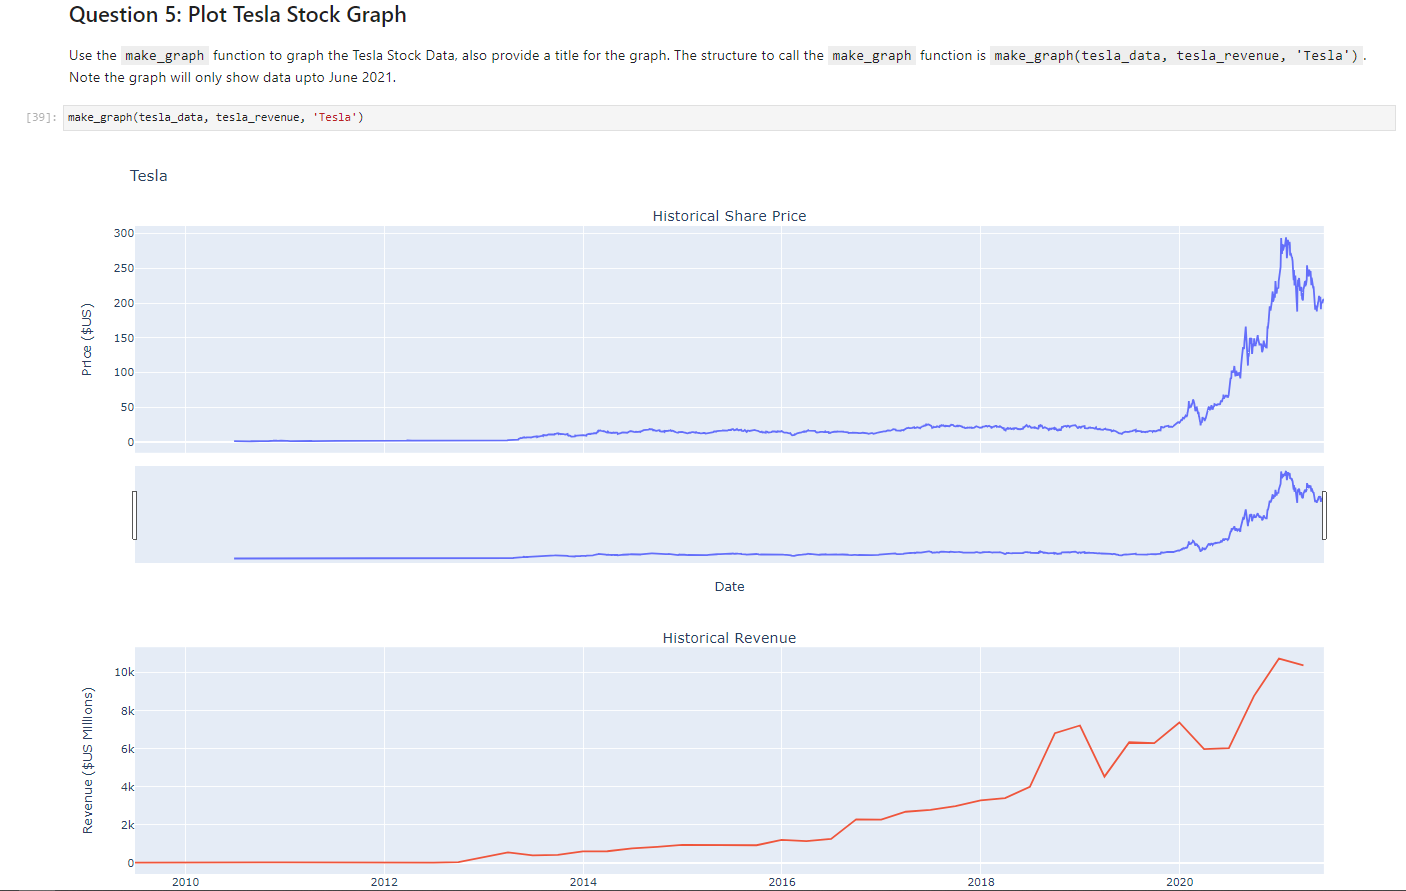 Question 5: Plot Tesla Stock Graph
Use the make_graph function to graph the Tesla Stock Data, also provide a title for the graph. The structure to call the make_graph function is make_graph(tesla_data, tesla_revenue, 'Tesla').
Note the graph will only show data upto June 2021.
[39]: make_graph(tesla_data, tesla_revenue, 'Tesla')
Tesla
Historical Share Price
300
250
200
150
100
50
0
Price ($US)
Date
Historical Revenue
10k
8k
6k
4k
2k
0
Revenue ($US Millions)
2010 2012 2014 2016 2018 2020